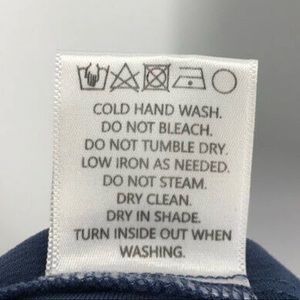 COLD HAND WASH.
DO NOT BLEACH.
DO NOT TUMBLE DRY.
LOW IRON AS NEEDED.
DO NOT STEAM.
DRY CLEAN.
DRY IN SHADE.
TURN INSIDE OUT WHEN
WASHING.